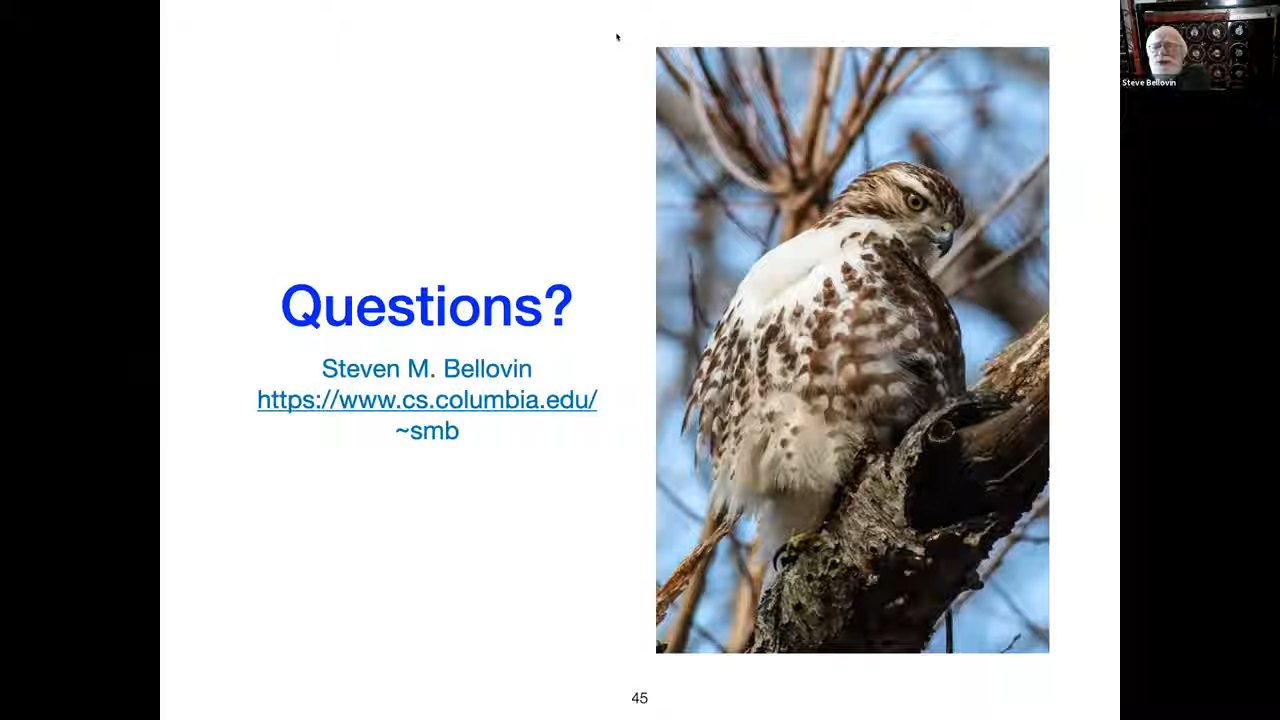 Questions?
Steven M. Bellovin
https://www.cs.columbia.edu/
~smb
45
Steve Bellovin